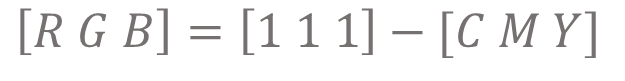 [R G B] = [1 1 1] − [C M Y]